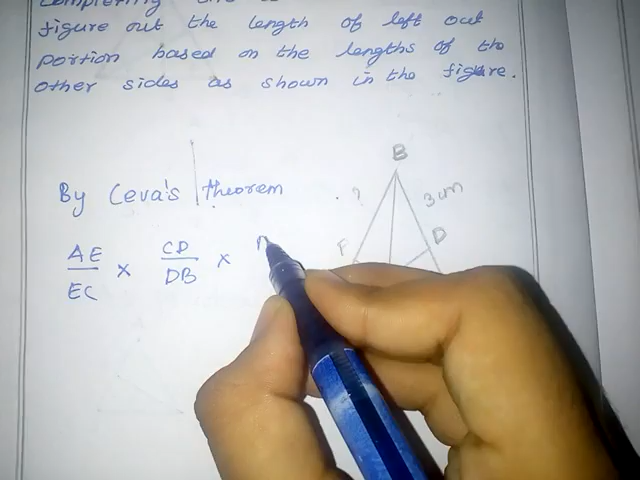 figure out the length of left out
portion based on the lengths of the
other sides as shown in the figure.
By Ceva's theorem
B
? 3cm
F D
AE/EC × CD/DB ×